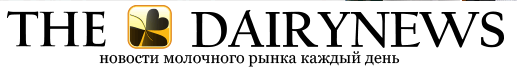 THE DAIRYNEWS
новости молочного рынка каждый день